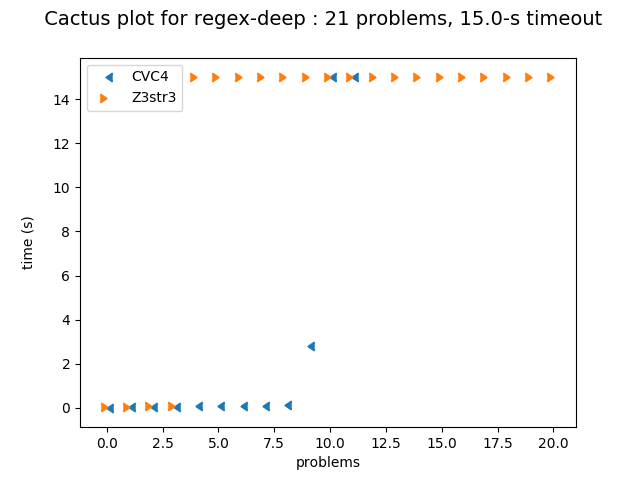 Cactus plot for regex-deep : 21 problems, 15.0-s timeout
CVC4
Z3str3
14
12
10
8
6
4
2
0
time (s)
0.0 2.5 5.0 7.5 10.0 12.5 15.0 17.5 20.0
problems